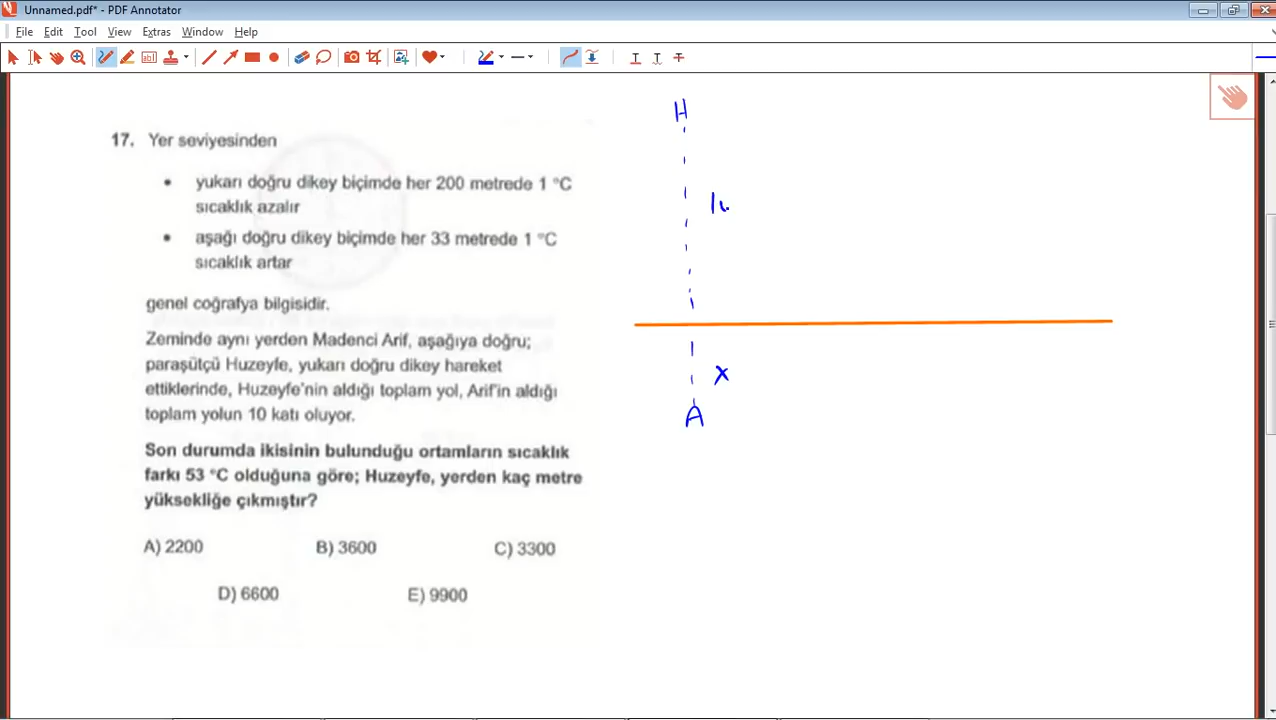 Unnamed.pdf* - PDF Annotator
File Edit Tool View Extras Window Help
17. Yer seviyesinden
• yukarı doğru dikey biçimde her 200 metrede 1 °C
sıcaklık azalır
• aşağı doğru dikey biçimde her 33 metrede 1 °C
sıcaklık artar
genel coğrafya bilgisidir.
Zeminde aynı yerden Madenci Arif, aşağıya doğru;
paraşütçü Huzeyfe, yukarı doğru dikey hareket
ettiklerinde, Huzeyfe'nin aldığı toplam yol, Arif'in aldığı
toplam yolun 10 katı oluyor.
Son durumda ikisinin bulunduğu ortamların sıcaklık
farkı 53 °C olduğuna göre; Huzeyfe, yerden kaç metre
yüksekliğe çıkmıştır?
A) 2200 B) 3600 C) 3300
D) 6600 E) 9900
H
X
A